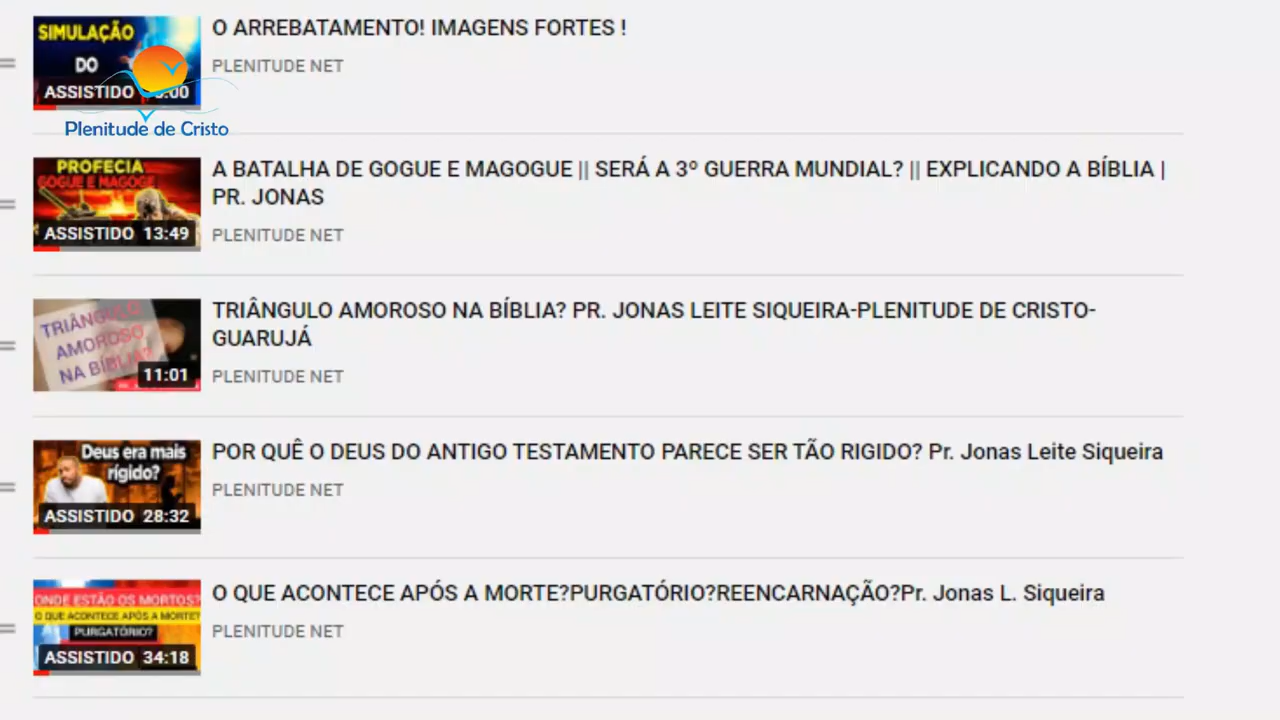 SIMULAÇÃO
DO
ASSISTIDO
:00
Plenitude de Cristo
O ARREBATAMENTO! IMAGENS FORTES !
PLENITUDE NET
PROFECIA
GOGUE E MAGOGE
ASSISTIDO 13:49
A BATALHA DE GOGUE E MAGOGUE || SERÁ A 3º GUERRA MUNDIAL? || EXPLICANDO A BÍBLIA |
PR. JONAS
PLENITUDE NET
TRIÂNGULO
AMOROSO
NA BÍBLIA?
11:01
TRIÂNGULO AMOROSO NA BÍBLIA? PR. JONAS LEITE SIQUEIRA-PLENITUDE DE CRISTO-
GUARUJÁ
PLENITUDE NET
Deus era mais
rígido?
ASSISTIDO 28:32
POR QUÊ O DEUS DO ANTIGO TESTAMENTO PARECE SER TÃO RIGIDO? Pr. Jonas Leite Siqueira
PLENITUDE NET
ONDE ESTÃO OS MORTOS?
O QUE ACONTECE APÓS A MORTE?
PURGATÓRIO?
ASSISTIDO 34:18
O QUE ACONTECE APÓS A MORTE?PURGATÓRIO?REENCARNAÇÃO?Pr. Jonas L. Siqueira
PLENITUDE NET